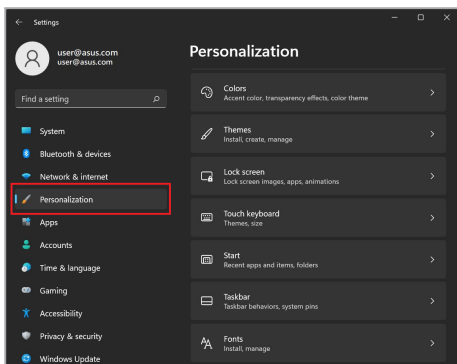 Settings
user@asus.com
user@asus.com
Find a setting
System
Bluetooth & devices
Network & internet
Personalization
Apps
Accounts
Time & language
Gaming
Accessibility
Privacy & security
Windows Update
Personalization
Colors
Accent color, transparency effects, color theme
Themes
Install, create, manage
Lock screen
Lock screen images, apps, animations
Touch keyboard
Themes, size
Start
Recent apps and items, folders
Taskbar
Taskbar behaviors, system pins
Fonts
Install, manage